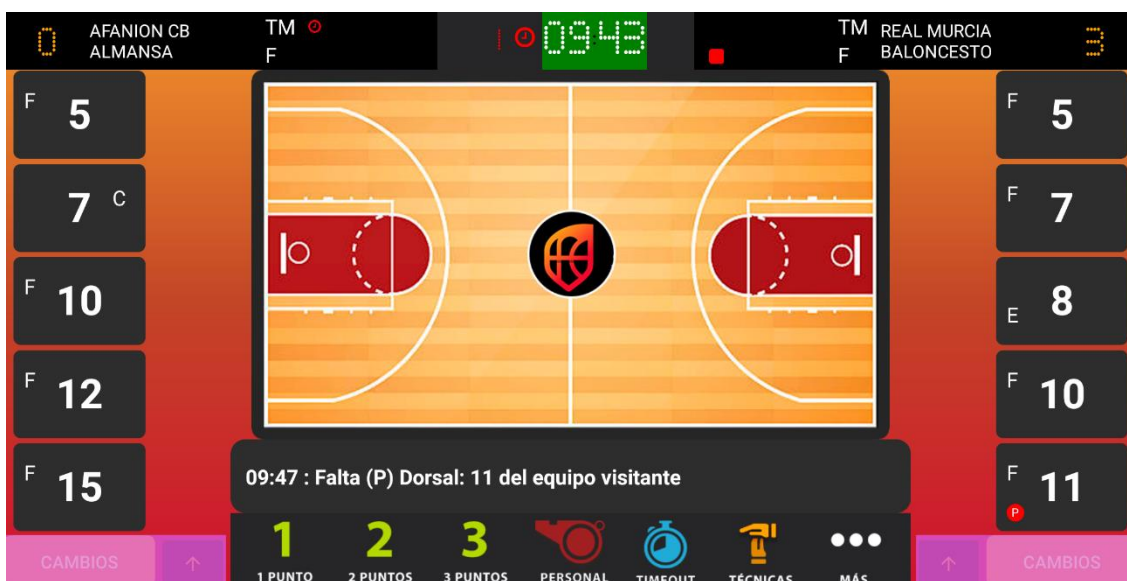 0
AFANION CB
ALMANSA
TM
F
1
09:43
TM
F
REAL MURCIA
BALONCESTO
3
F 5
7 C
F 10
F 12
F 15
F 5
F 7
E 8
F 10
F 11
P
09:47 : Falta (P) Dorsal: 11 del equipo visitante
CAMBIOS
1
1 PUNTO
2
2 PUNTOS
3
3 PUNTOS
PERSONAL
TIMEOUT
TÉCNICAS
MÁS
CAMBIOS